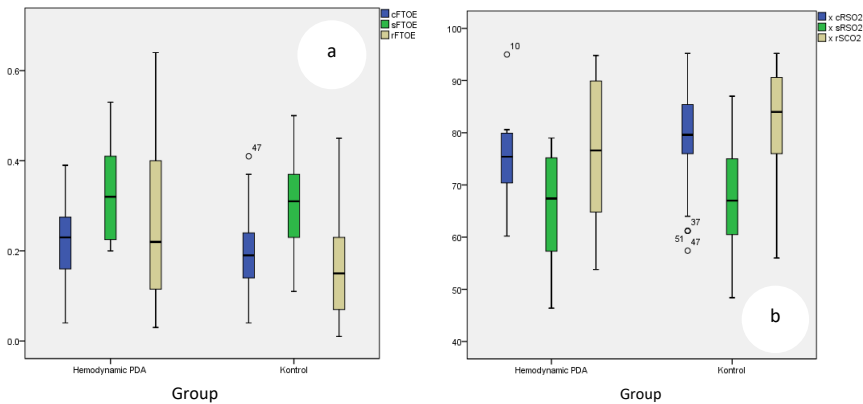 cFTOE
sFTOE
rFTOE
a
0.6
0.4
0.2
0.0
47
Hemodynamic PDA
Kontrol
Group
x cRSO2
x sRSO2
x rSCO2
100
90
80
70
60
50
40
10
37
51
47
b
Hemodynamic PDA
Kontrol
Group